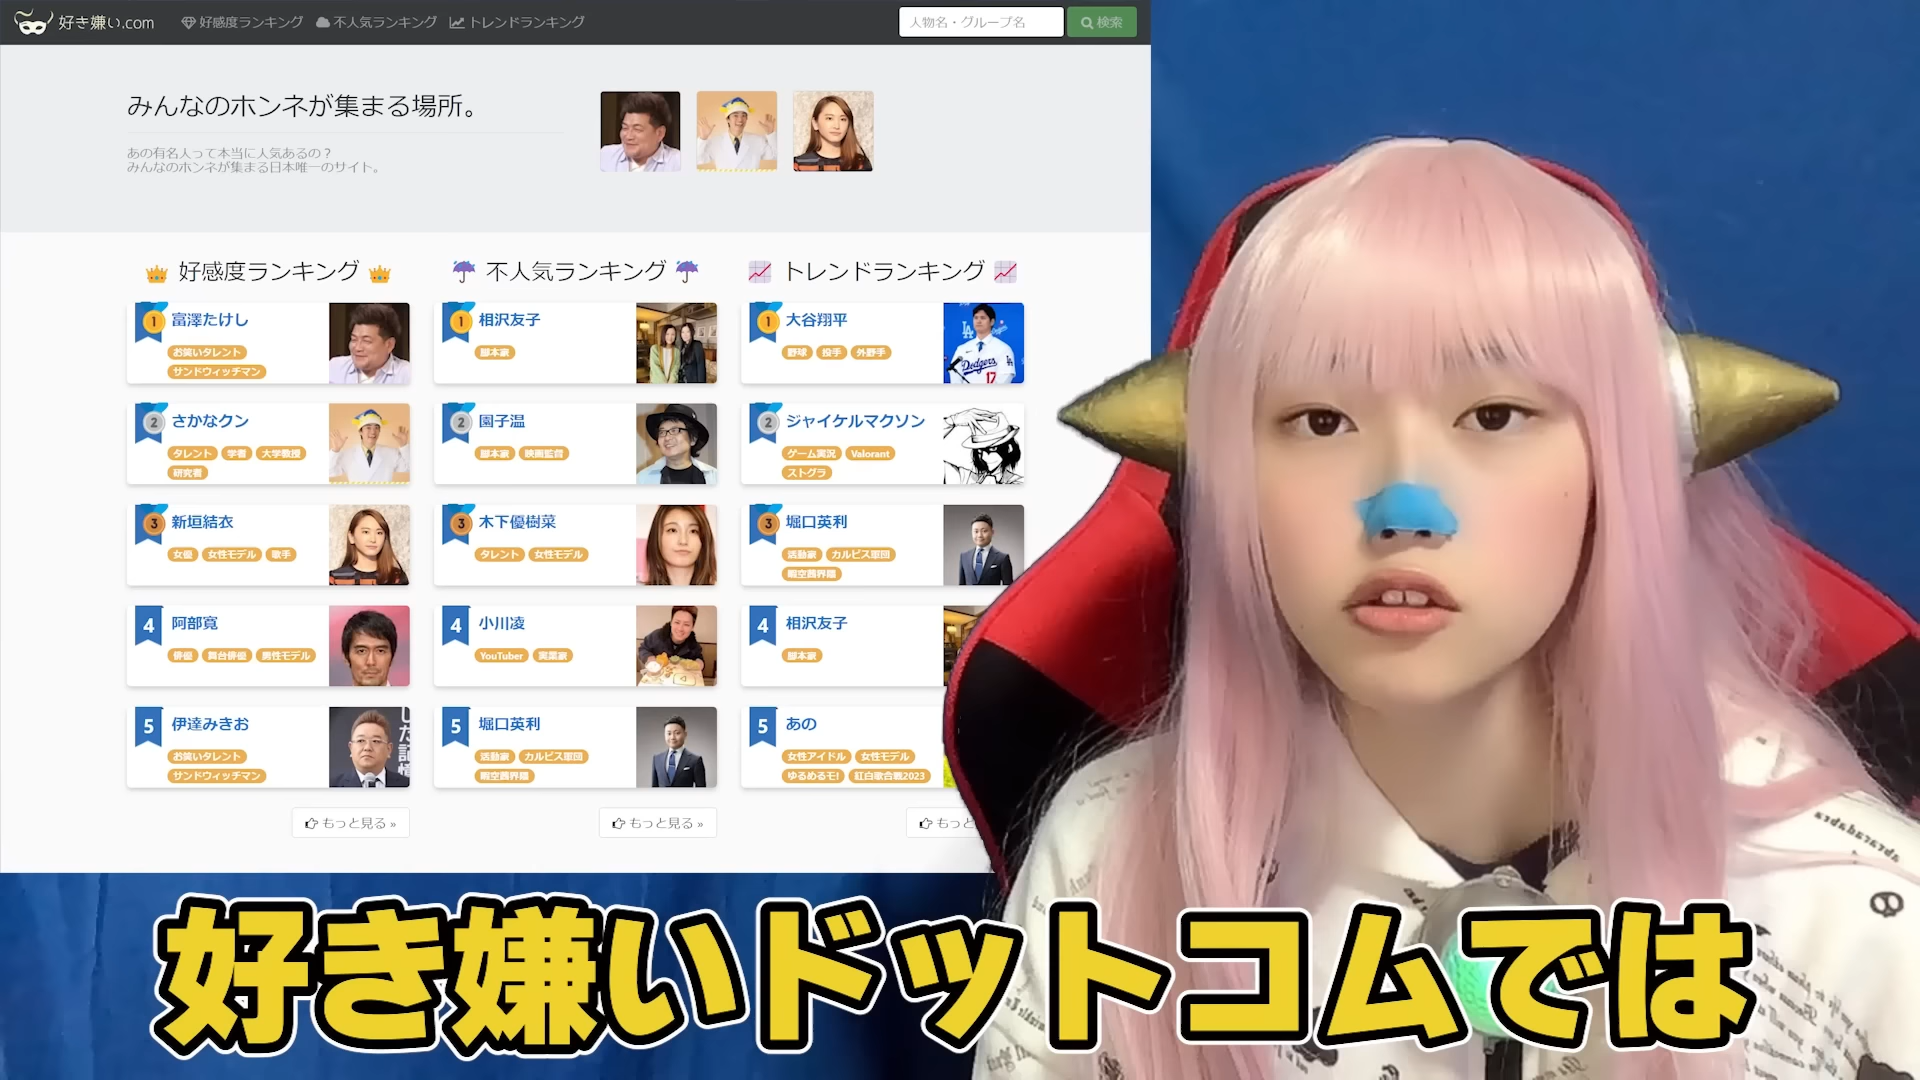 好き嫌い.com
好感度ランキング
不人気ランキング
トレンドランキング
人物名・グループ名
検索
みんなのホンネが集まる場所。
あの有名人って本当に人気あるの？
みんなのホンネが集まる日本唯一のサイト。
好感度ランキング
1 富澤たけし
お笑いタレント
サンドウィッチマン
2 さかなクン
タレント 学者 大学教授
研究者
3 新垣結衣
女優 女性モデル 歌手
4 阿部寛
俳優 舞台俳優 男性モデル
5 伊達みきお
お笑いタレント
サンドウィッチマン
もっと見る »
不人気ランキング
1 相沢友子
脚本家
2 園子温
脚本家 映画監督
3 木下優樹菜
タレント 女性モデル
4 小川凌
YouTuber 実業家
5 堀口英利
活動家 カルピス軍団
暇空茜界隈
もっと見る »
トレンドランキング
1 大谷翔平
野球 投手 外野手
LA
Dodgers
17
2 ジャイケルマクソン
ゲーム実況 Valorant
ストグラ
3 堀口英利
活動家 カルピス軍団
暇空茜界隈
4 相沢友子
脚本家
5 あの
女性アイドル 女性モデル
ゆるめるモ! 紅白歌合戦2023
もっと
好き嫌いドットコムでは